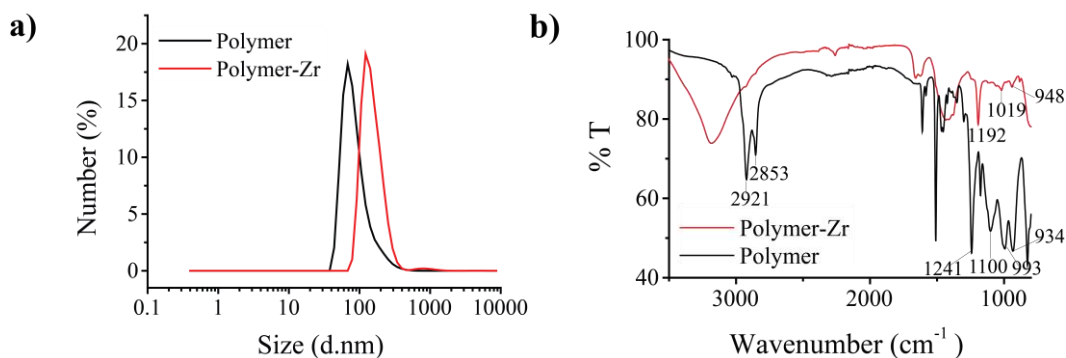 a)
Polymer
Polymer-Zr
20
15
10
5
0
Number (%)
0.1 1 10 100 1000 10000
Size (d.nm)
b)
100
80
60
40
% T
2853
2921
1192
1019
948
Polymer-Zr
Polymer
1241
1100
993
934
3000 2000 1000
Wavenumber (cm⁻¹)